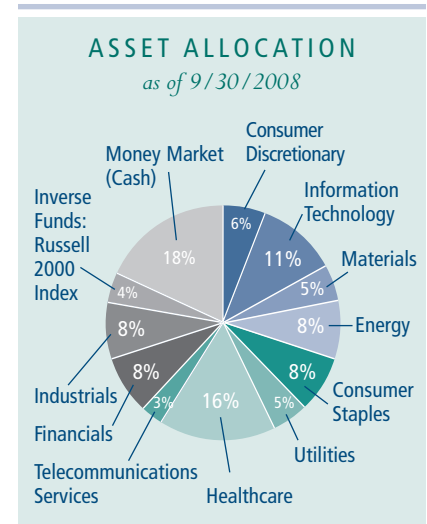 ASSET ALLOCATION
as of 9/30/2008
Consumer
Discretionary
Money Market
(Cash)
Information
Technology
Inverse
Funds:
Russell
2000
Index
Materials
Energy
Consumer
Staples
Utilities
Healthcare
Telecommunications
Services
Financials
Industrials
6%
11%
5%
8%
8%
5%
16%
3%
8%
8%
4%
18%